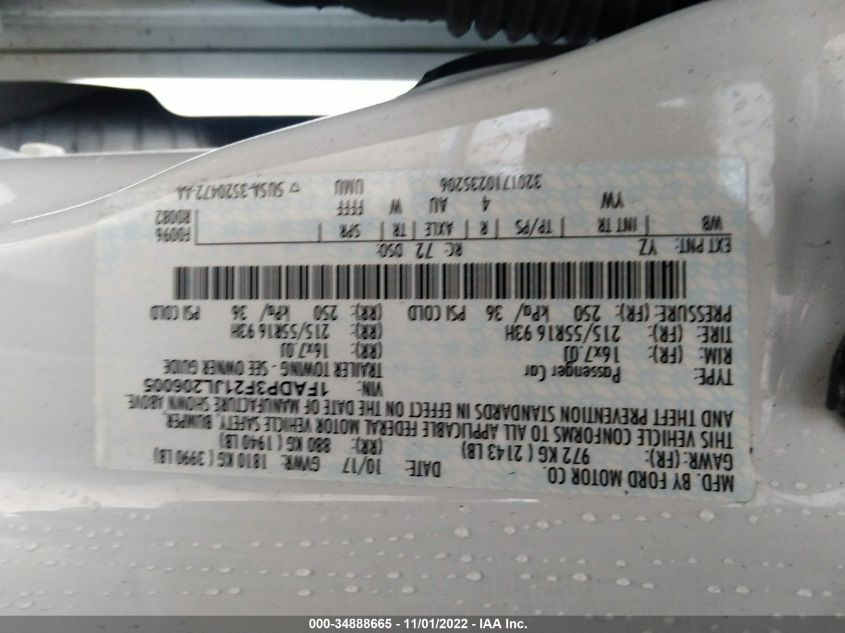 MFD. BY FORD MOTOR CO.
DATE: 10/17 GVWR: 1810 KG ( 3990 LB)
GAWR: (FR): 972 KG ( 2143 LB) (RR): 880 KG ( 1940 LB)
THIS VEHICLE CONFORMS TO ALL APPLICABLE FEDERAL MOTOR VEHICLE SAFETY, BUMPER,
AND THEFT PREVENTION STANDARDS IN EFFECT ON THE DATE OF MANUFACTURE SHOWN ABOVE.
VIN: 1FADP3F21JL206005
TYPE: Passenger Car TRAILER TOWING - SEE OWNER GUIDE
RIM: (FR): 16x7.0J (RR): 16x7.0J
TIRE: (FR): 215/55R16 93H (RR): 215/55R16 93H
PRESSURE: (FR): 250 kPa/ 36 PSI COLD (RR): 250 kPa/ 36 PSI COLD
EXT PNT: YZ RC: 72 DSO: F0096
WB INT TR TP/PS R AXLE TR SPR R0082
YW 4 AU W FFFF
3201710235206 UMU ▽ 5U5A-3520472-AA
000-34888665 - 11/01/2022 - IAA Inc.